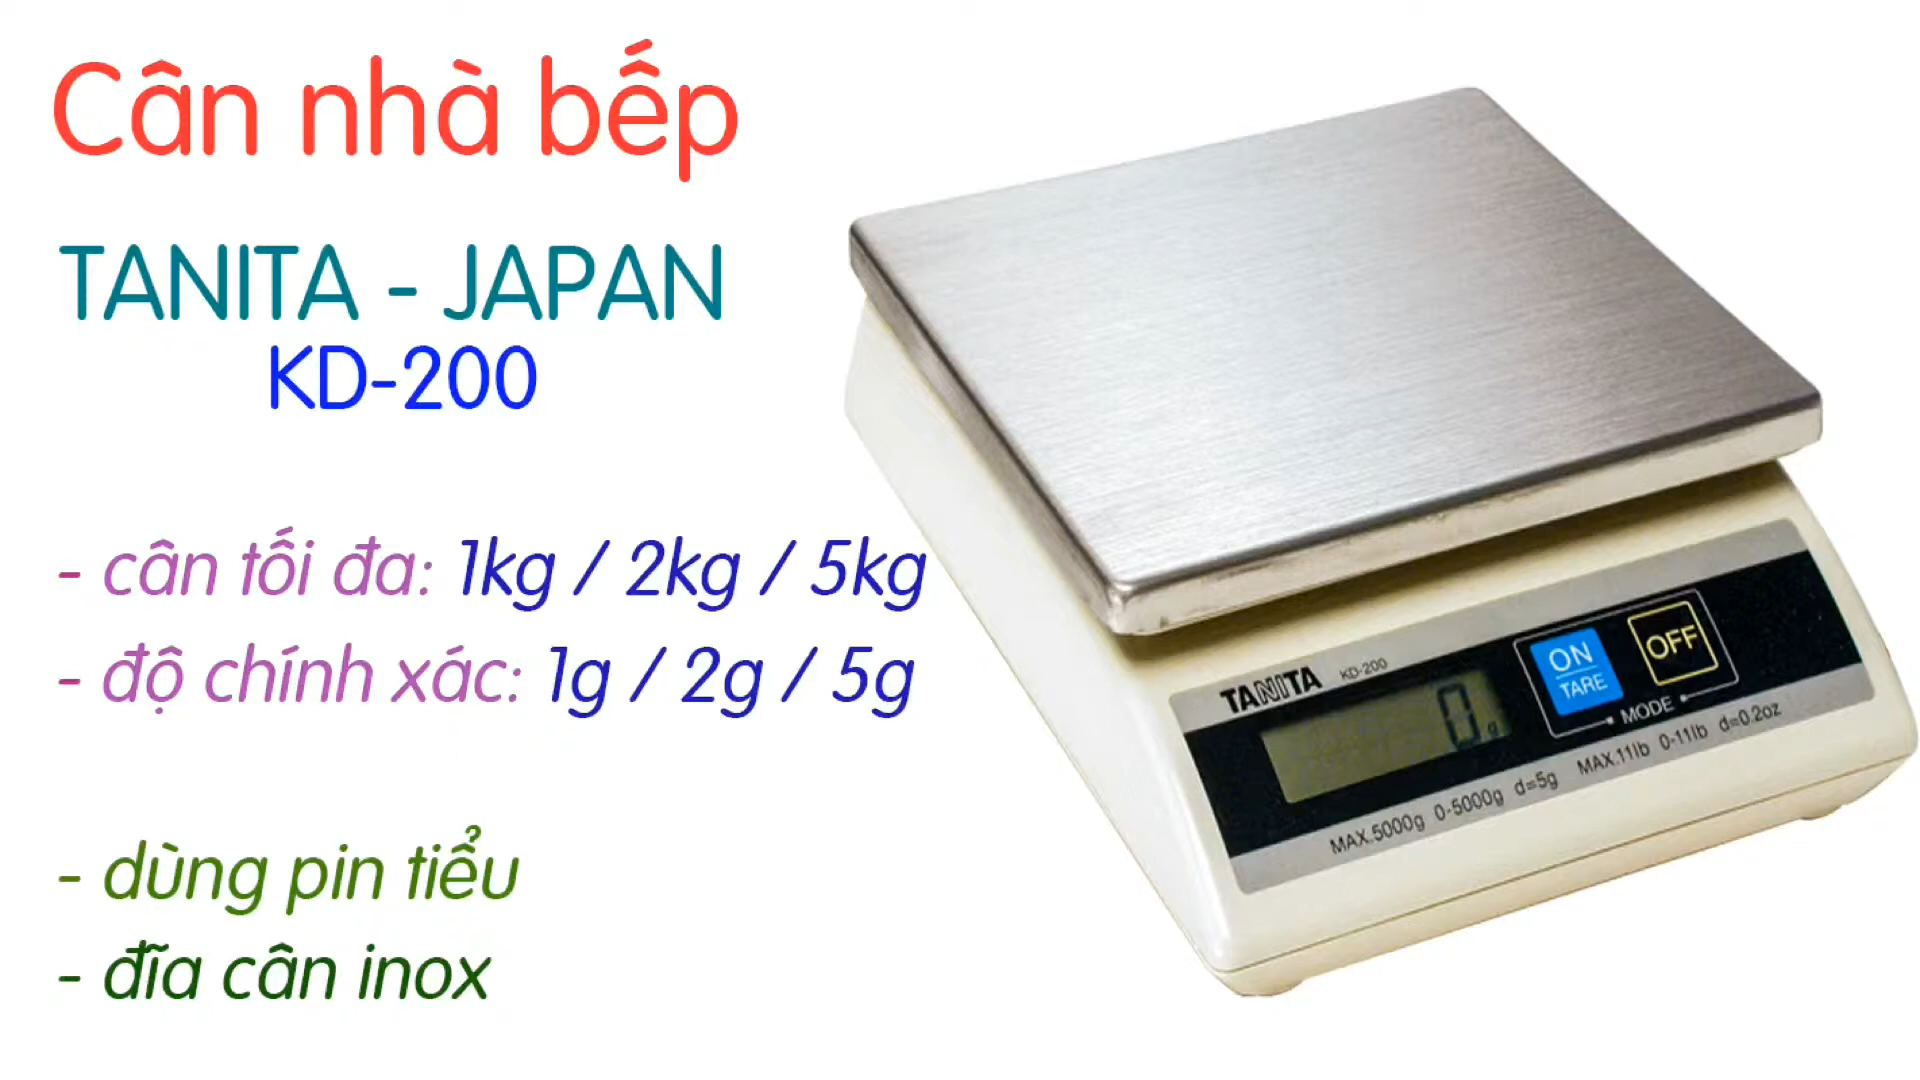 Cân nhà bếp
TANITA - JAPAN
KD-200
- cân tối đa: 1kg / 2kg / 5kg
- độ chính xác: 1g / 2g / 5g
- dùng pin tiểu
- đĩa cân inox
TANITA KD-200
0g
ON
TARE
OFF
MODE
MAX.5000g 0-5000g d=5g MAX.11lb 0-11lb d=0.2oz